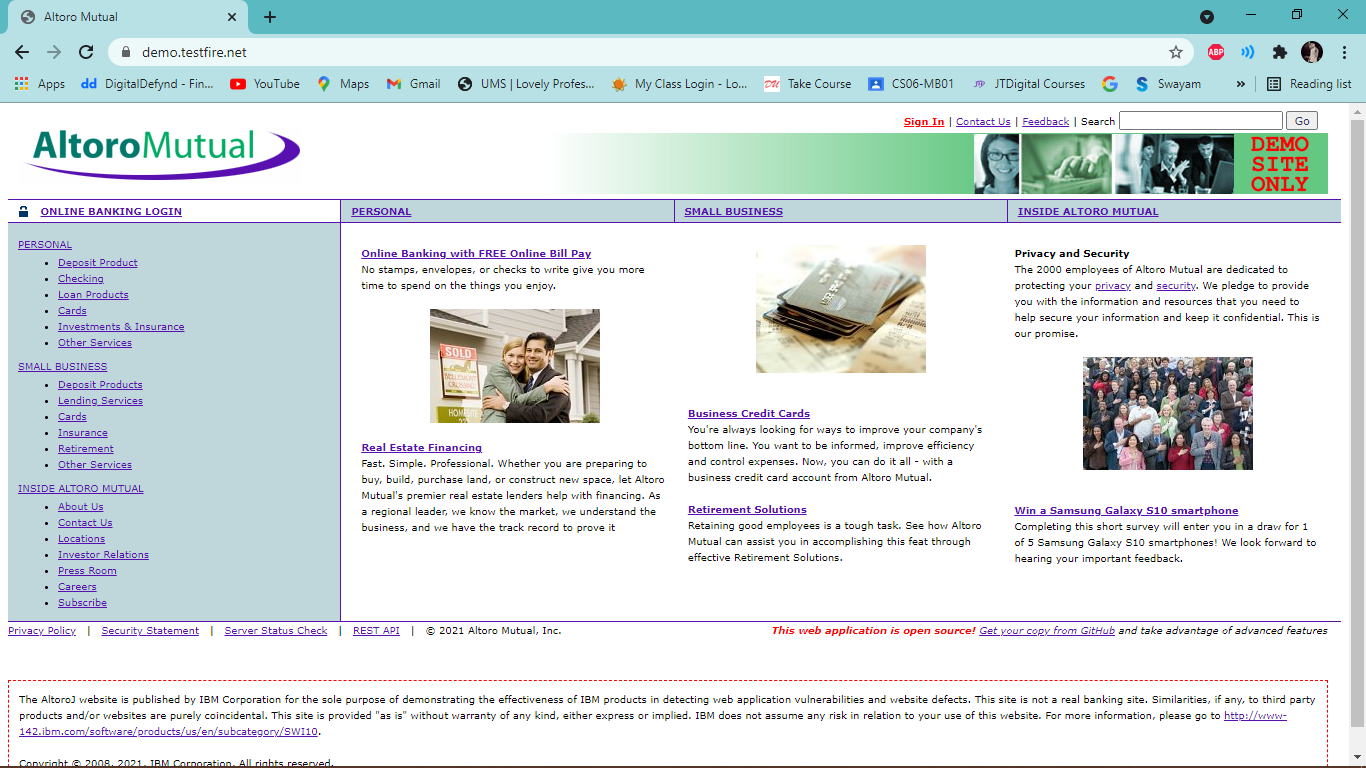 Altoro Mutual
demo.testfire.net
ABP
Apps
dd DigitalDefynd - Fin...
YouTube
Maps
Gmail
UMS | Lovely Profes...
My Class Login - Lo...
Take Course
CS06-MB01
JTDigital Courses
Swayam
»
Reading list
Sign In | Contact Us | Feedback | Search
Go
AltoroMutual
DEMO
SITE
ONLY
ONLINE BANKING LOGIN
PERSONAL
SMALL BUSINESS
INSIDE ALTORO MUTUAL
PERSONAL
Deposit Product
Checking
Loan Products
Cards
Investments & Insurance
Other Services
SMALL BUSINESS
Deposit Products
Lending Services
Cards
Insurance
Retirement
Other Services
INSIDE ALTORO MUTUAL
About Us
Contact Us
Locations
Investor Relations
Press Room
Careers
Subscribe
Online Banking with FREE Online Bill Pay
No stamps, envelopes, or checks to write give you more
time to spend on the things you enjoy.
SOLD
Real Estate Financing
Fast. Simple. Professional. Whether you are preparing to
buy, build, purchase land, or construct new space, let Altoro
Mutual's premier real estate lenders help with financing. As
a regional leader, we know the market, we understand the
business, and we have the track record to prove it
Business Credit Cards
You're always looking for ways to improve your company's
bottom line. You want to be informed, improve efficiency
and control expenses. Now, you can do it all - with a
business credit card account from Altoro Mutual.
Retirement Solutions
Retaining good employees is a tough task. See how Altoro
Mutual can assist you in accomplishing this feat through
effective Retirement Solutions.
Privacy and Security
The 2000 employees of Altoro Mutual are dedicated to
protecting your privacy and security. We pledge to provide
you with the information and resources that you need to
help secure your information and keep it confidential. This is
our promise.
Win a Samsung Galaxy S10 smartphone
Completing this short survey will enter you in a draw for 1
of 5 Samsung Galaxy S10 smartphones! We look forward to
hearing your important feedback.
Privacy Policy | Security Statement | Server Status Check | REST API | © 2021 Altoro Mutual, Inc.
This web application is open source! Get your copy from GitHub and take advantage of advanced features
The AltoroJ website is published by IBM Corporation for the sole purpose of demonstrating the effectiveness of IBM products in detecting web application vulnerabilities and website defects. This site is not a real banking site. Similarities, if any, to third party
products and/or websites are purely coincidental. This site is provided "as is" without warranty of any kind, either express or implied. IBM does not assume any risk in relation to your use of this website. For more information, please go to http://www-
142.ibm.com/software/products/us/en/subcategory/SWI10.
Copyright © 2008, 2021, IBM Corporation, All rights reserved.